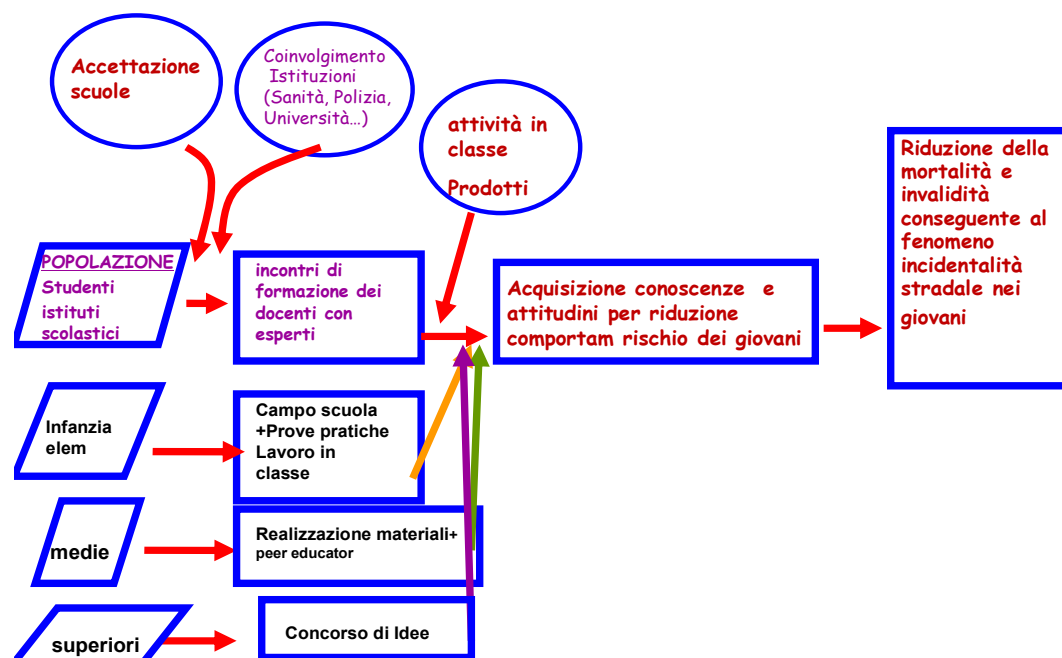 Accettazione
scuole
Coinvolgimento
Istituzioni
(Sanità, Polizia,
Università…)
attività in
classe
Prodotti
Riduzione della
mortalità e
invalidità
conseguente al
fenomeno
incidentalità
stradale nei
giovani
POPOLAZIONE
Studenti
istituti
scolastici
incontri di
formazione dei
docenti con
esperti
Acquisizione conoscenze e
attitudini per riduzione
comportam rischio dei giovani
Infanzia
elem
Campo scuola
+Prove pratiche
Lavoro in
classe
medie
Realizzazione materiali+
peer educator
superiori
Concorso di Idee